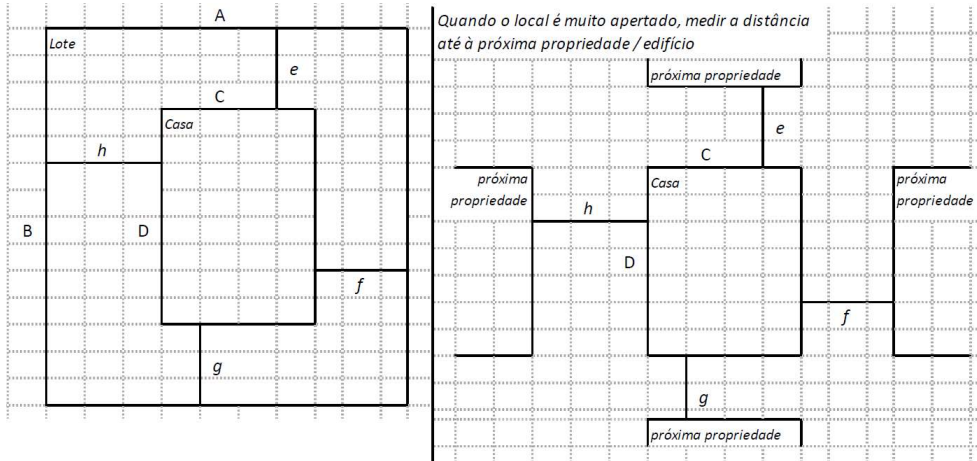 A
Lote
e
C
Casa
h
B
D
f
g
Quando o local é muito apertado, medir a distância
até à próxima propriedade / edifício
próxima propriedade
e
C
próxima
propriedade
Casa
próxima
propriedade
h
D
f
g
próxima propriedade